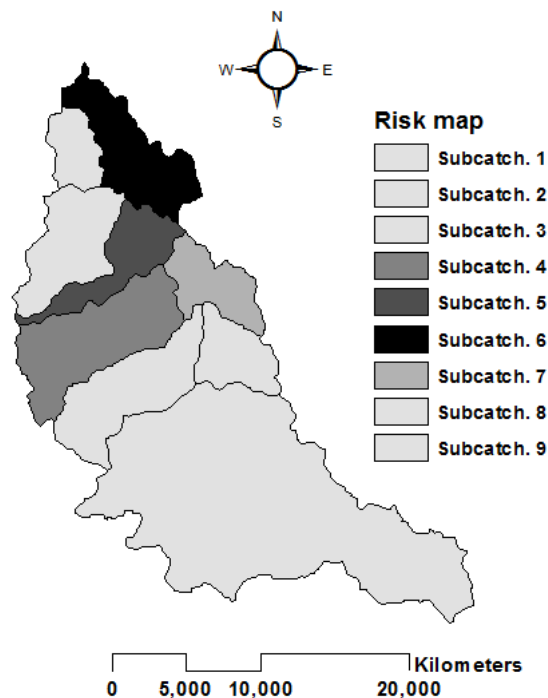 N
W E
S
Risk map
Subcatch. 1
Subcatch. 2
Subcatch. 3
Subcatch. 4
Subcatch. 5
Subcatch. 6
Subcatch. 7
Subcatch. 8
Subcatch. 9
Kilometers
0 5,000 10,000 20,000